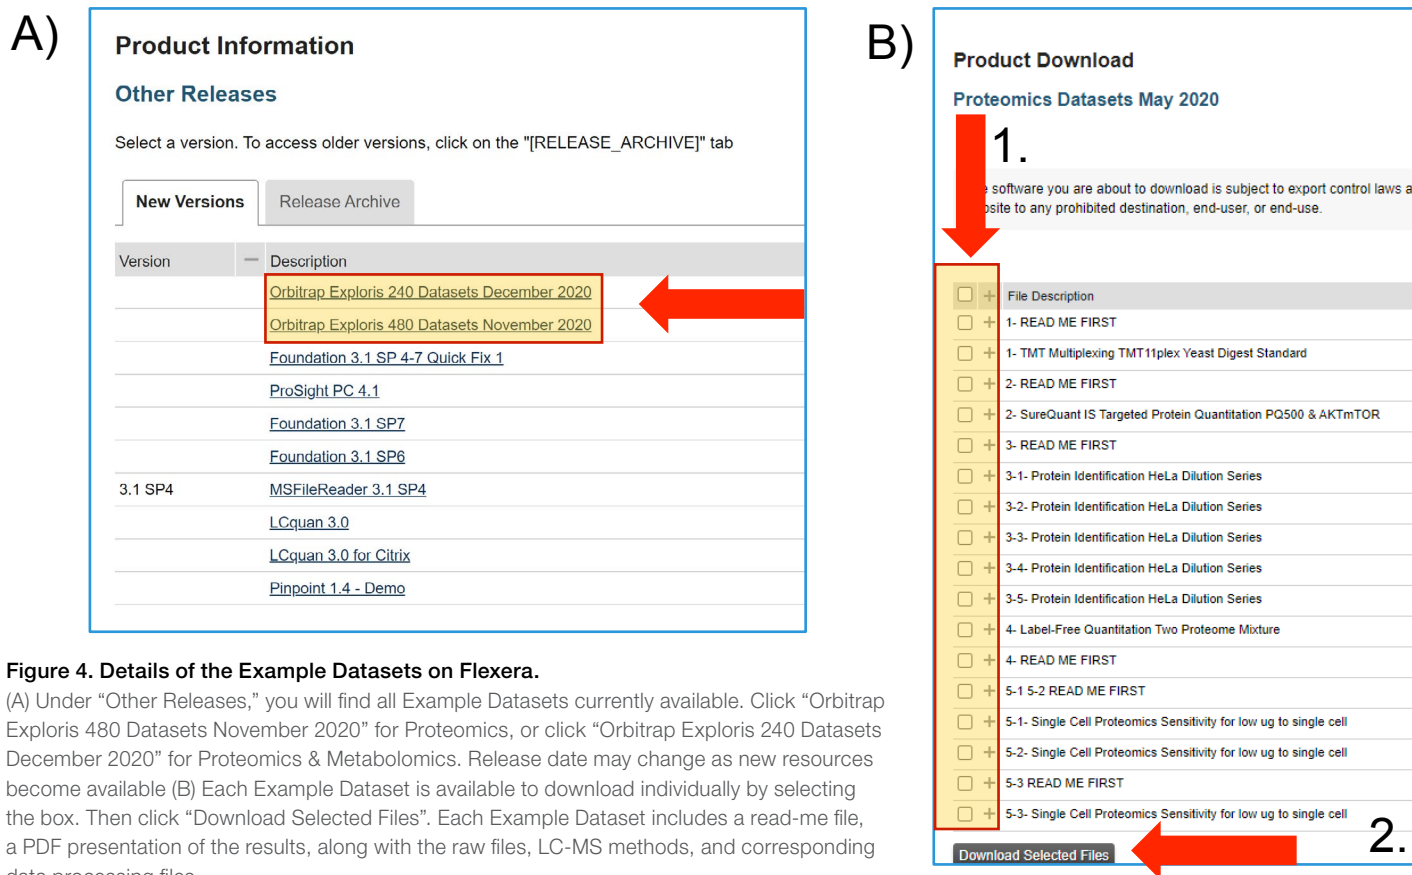 A)
Product Information
Other Releases
Select a version. To access older versions, click on the "[RELEASE_ARCHIVE]" tab
New Versions Release Archive
Version Description
Orbitrap Exploris 240 Datasets December 2020
Orbitrap Exploris 480 Datasets November 2020
Foundation 3.1 SP 4-7 Quick Fix 1
ProSight PC 4.1
Foundation 3.1 SP7
Foundation 3.1 SP6
3.1 SP4 MSFileReader 3.1 SP4
LCquan 3.0
LCquan 3.0 for Citrix
Pinpoint 1.4 - Demo
Figure 4. Details of the Example Datasets on Flexera.
(A) Under “Other Releases,” you will find all Example Datasets currently available. Click “Orbitrap
Exploris 480 Datasets November 2020” for Proteomics, or click “Orbitrap Exploris 240 Datasets
December 2020” for Proteomics & Metabolomics. Release date may change as new resources
become available (B) Each Example Dataset is available to download individually by selecting
the box. Then click “Download Selected Files”. Each Example Dataset includes a read-me file,
a PDF presentation of the results, along with the raw files, LC-MS methods, and corresponding
data processing files.
B)
Product Download
Proteomics Datasets May 2020
1.
software you are about to download is subject to export control laws
to any prohibited destination, end-user, or end-use.
File Description
1- READ ME FIRST
1- TMT Multiplexing TMT11plex Yeast Digest Standard
2- READ ME FIRST
2- SureQuant IS Targeted Protein Quantitation PQ500 & AKTmTOR
3- READ ME FIRST
3-1- Protein Identification HeLa Dilution Series
3-2- Protein Identification HeLa Dilution Series
3-3- Protein Identification HeLa Dilution Series
3-4- Protein Identification HeLa Dilution Series
3-5- Protein Identification HeLa Dilution Series
4- Label-Free Quantitation Two Proteome Mixture
4- READ ME FIRST
5-1 5-2 READ ME FIRST
5-1- Single Cell Proteomics Sensitivity for low ug to single cell
5-2- Single Cell Proteomics Sensitivity for low ug to single cell
5-3 READ ME FIRST
5-3- Single Cell Proteomics Sensitivity for low ug to single cell
2.
Download Selected Files